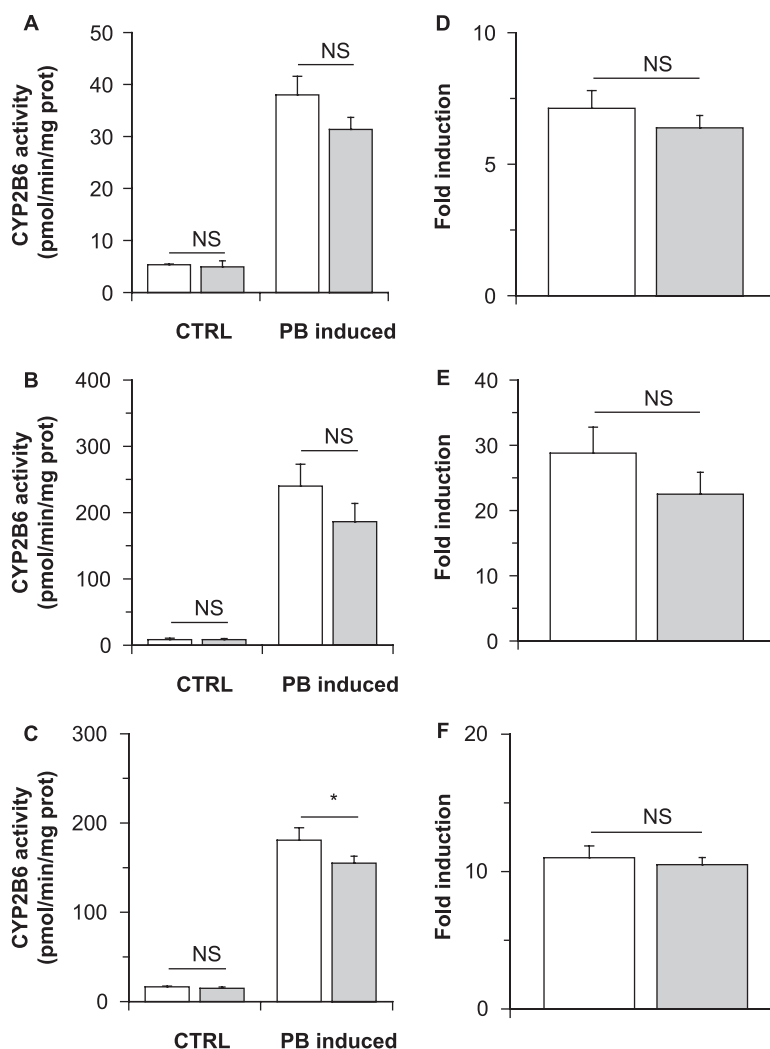 A
CYP2B6 activity
(pmol/min/mg prot)
50
40
30
20
10
0
NS
NS
CTRL
PB induced
D
Fold induction
10
5
0
NS
B
CYP2B6 activity
(pmol/min/mg prot)
400
300
200
100
0
NS
NS
CTRL
PB induced
E
Fold induction
40
30
20
10
0
NS
C
CYP2B6 activity
(pmol/min/mg prot)
300
200
100
0
NS
*
CTRL
PB induced
F
Fold induction
20
10
0
NS